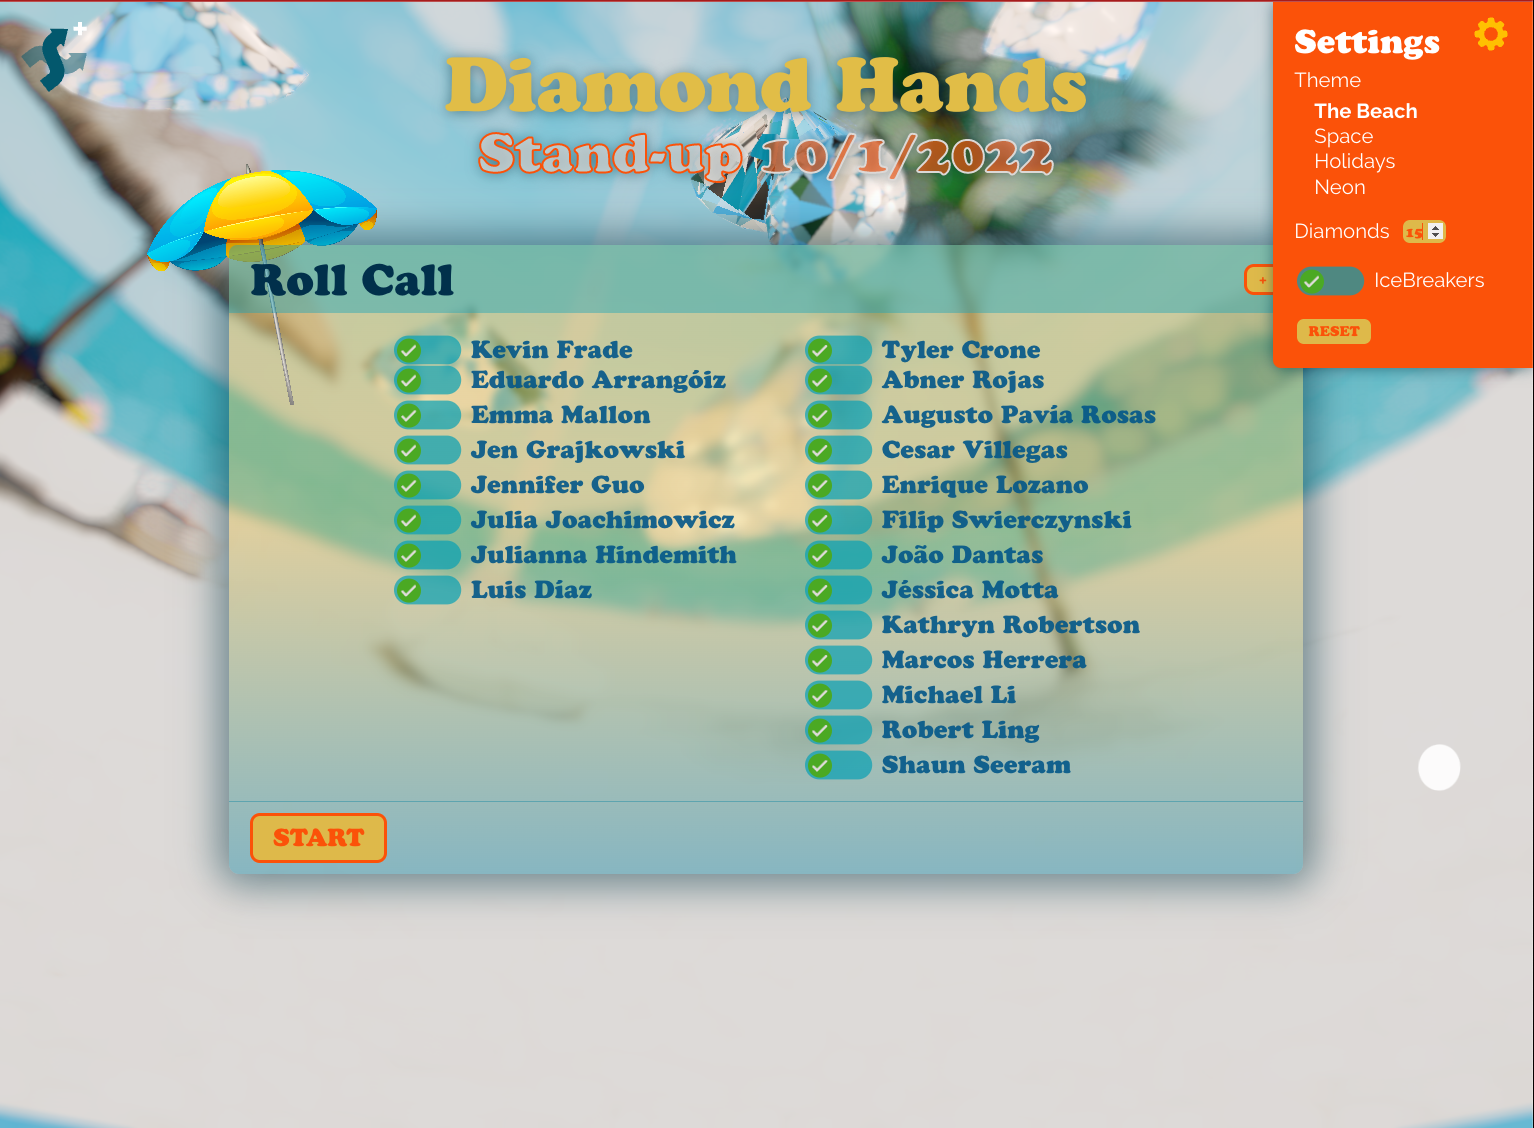 Diamond Hands
Stand-up 10/1/2022
Settings
Theme
The Beach
Space
Holidays
Neon
Diamonds 15
IceBreakers
RESET
Roll Call
+
Kevin Frade
Eduardo Arrangóiz
Emma Mallon
Jen Grajkowski
Jennifer Guo
Julia Joachimowicz
Julianna Hindemith
Luis Díaz
Tyler Crone
Abner Rojas
Augusto Pavía Rosas
Cesar Villegas
Enrique Lozano
Filip Swierczynski
João Dantas
Jéssica Motta
Kathryn Robertson
Marcos Herrera
Michael Li
Robert Ling
Shaun Seeram
START